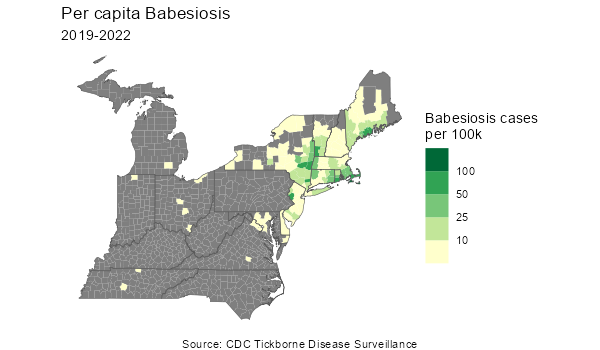 Per capita Babesiosis
2019-2022
Babesiosis cases
per 100k
100
50
25
10
Source: CDC Tickborne Disease Surveillance